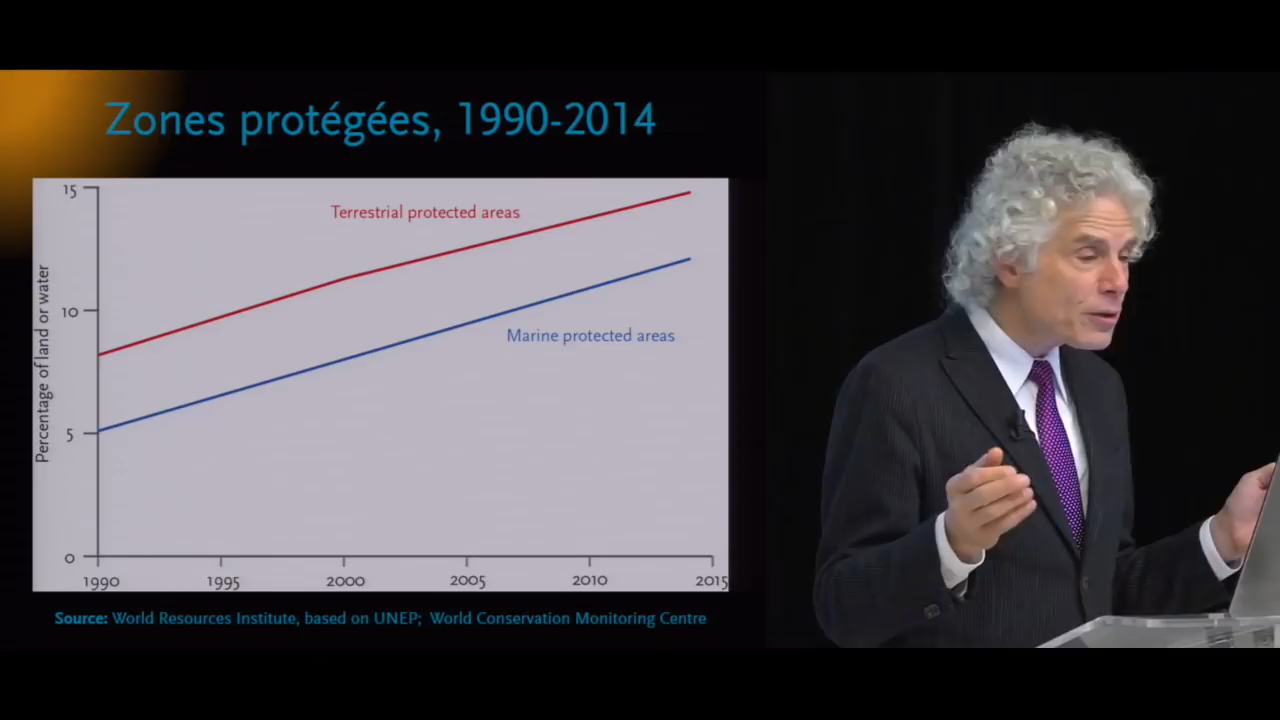 Zones protégées, 1990-2014
15
Terrestrial protected areas
10
Marine protected areas
Percentage of land or water
5
0
1990 1995 2000 2005 2010 2015
Source: World Resources Institute, based on UNEP; World Conservation Monitoring Centre